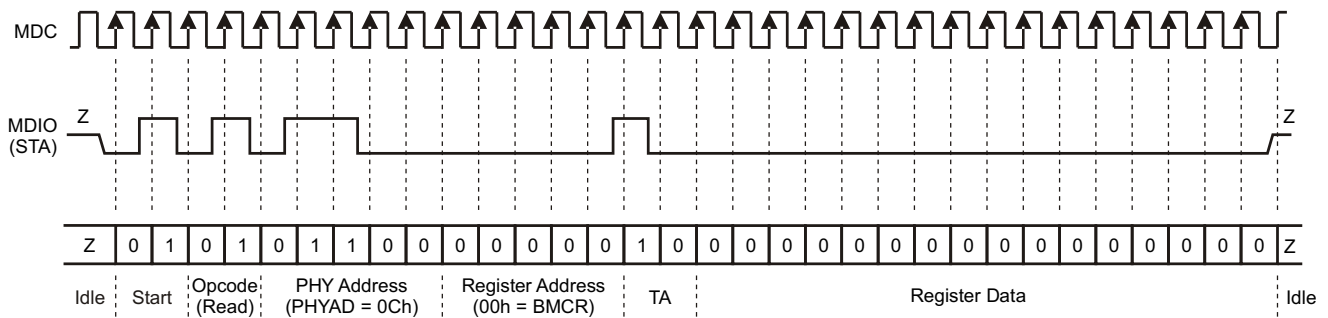 MDC
Z
Z
MDIO
(STA)
Z 0 1 0 1 0 1 1 0 0 0 0 0 0 0 1 0 0 0 0 0 0 0 0 0 0 0 0 0 0 0 0 0 Z
Idle Start Opcode (Read) PHY Address (PHYAD = 0Ch) Register Address (00h = BMCR) TA Register Data Idle